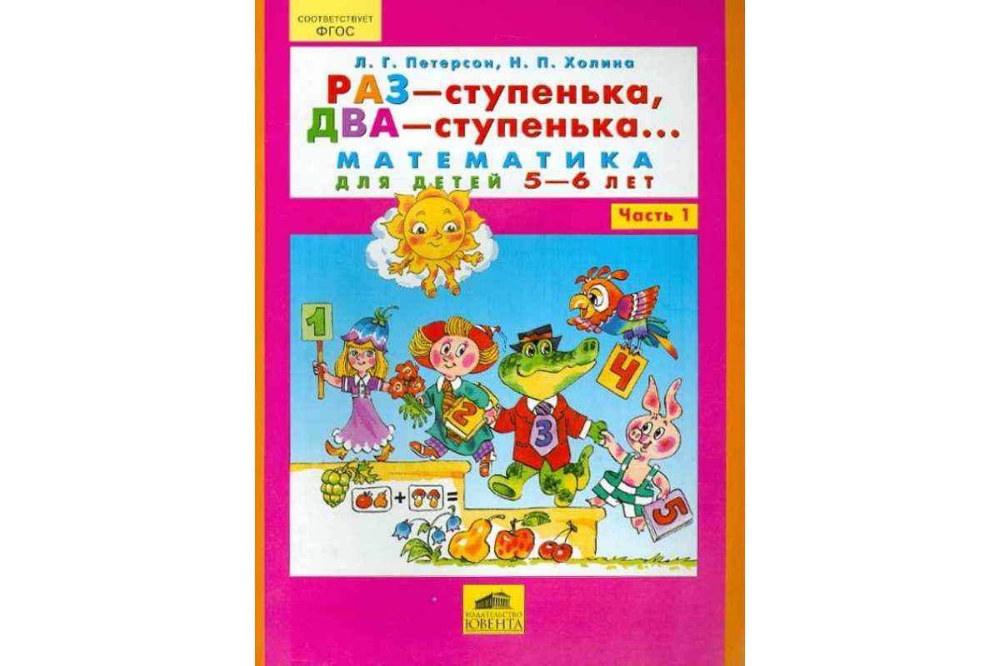 СООТВЕТСТВУЕТ
ФГОС
Л. Г. Петерсон, Н. П. Холина
РАЗ—ступенька,
ДВА—ступенька...
МАТЕМАТИКА
ДЛЯ ДЕТЕЙ 5—6 ЛЕТ
Часть 1
1
4
2
3
+ =
5
ИЗДАТЕЛЬСТВО
ЮВЕНТА